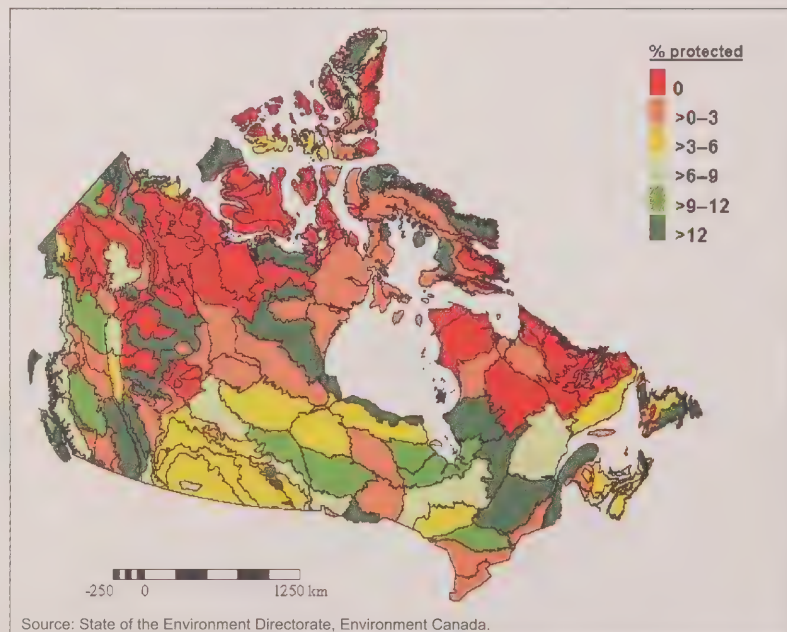 % protected
0
>0–3
>3–6
>6–9
>9–12
>12
-250 0 1250 km
Source: State of the Environment Directorate, Environment Canada.